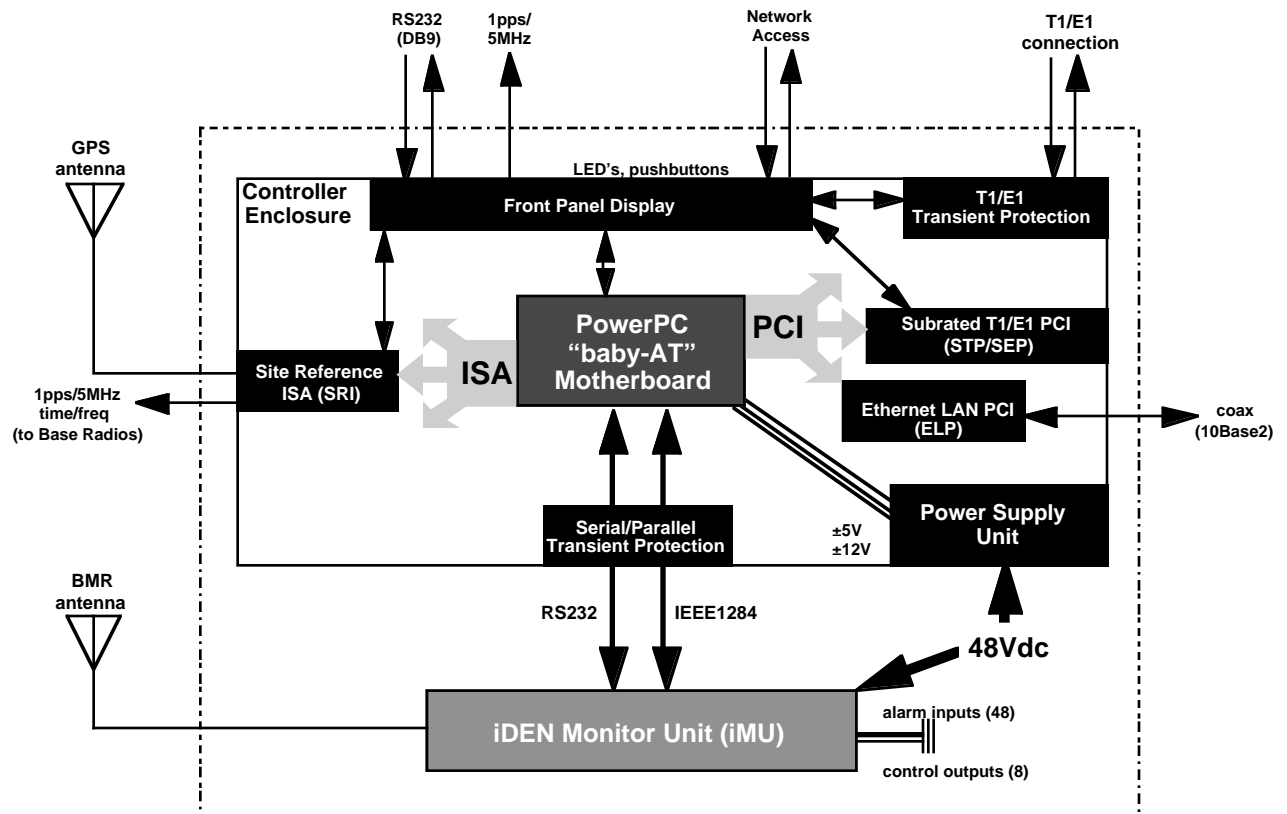 RS232
(DB9)
1pps/
5MHz
Network
Access
T1/E1
connection
GPS
antenna
LED's, pushbuttons
Controller
Enclosure
Front Panel Display
T1/E1
Transient Protection
PowerPC
“baby-AT”
Motherboard
PCI
Subrated T1/E1 PCI
(STP/SEP)
ISA
Site Reference
ISA (SRI)
1pps/5MHz
time/freq
(to Base Radios)
Ethernet LAN PCI
(ELP)
coax
(10Base2)
Serial/Parallel
Transient Protection
±5V
±12V
Power Supply
Unit
BMR
antenna
RS232
IEEE1284
48Vdc
iDEN Monitor Unit (iMU)
alarm inputs (48)
control outputs (8)